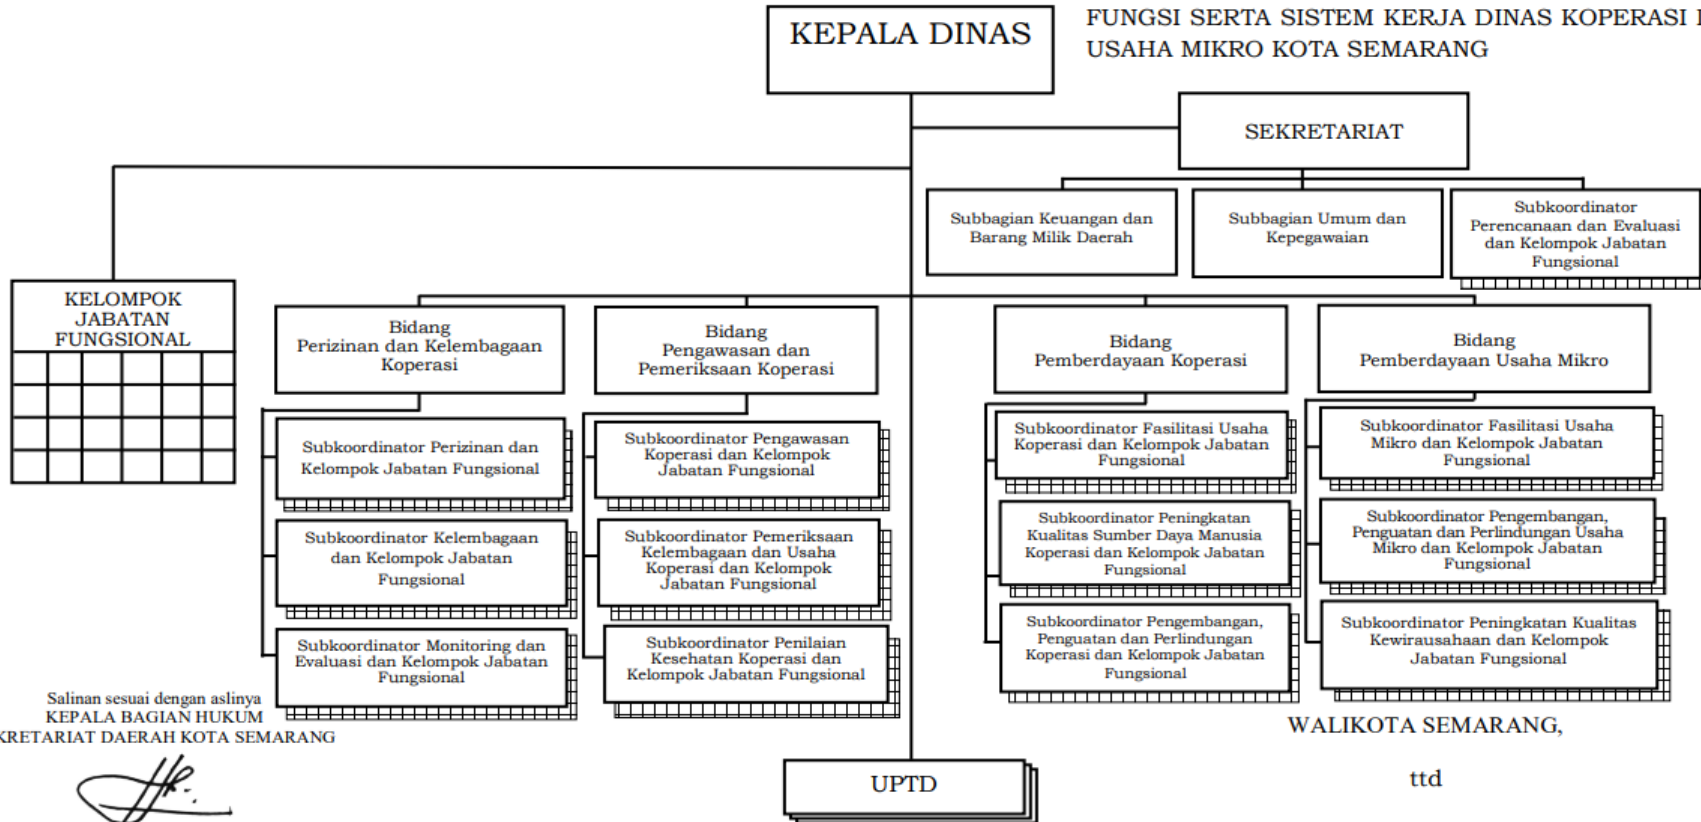 KEPALA DINAS
FUNGSI SERTA SISTEM KERJA DINAS KOPERASI
USAHA MIKRO KOTA SEMARANG
SEKRETARIAT
Subbagian Keuangan dan
Barang Milik Daerah
Subbagian Umum dan
Kepegawaian
Subkoordinator
Perencanaan dan Evaluasi
dan Kelompok Jabatan
Fungsional
KELOMPOK
JABATAN
FUNGSIONAL
Bidang
Perizinan dan Kelembagaan
Koperasi
Bidang
Pengawasan dan
Pemeriksaan Koperasi
Bidang
Pemberdayaan Koperasi
Bidang
Pemberdayaan Usaha Mikro
Subkoordinator Perizinan dan
Kelompok Jabatan Fungsional
Subkoordinator Kelembagaan
dan Kelompok Jabatan
Fungsional
Subkoordinator Monitoring dan
Evaluasi dan Kelompok Jabatan
Fungsional
Subkoordinator Pengawasan
Koperasi dan Kelompok
Jabatan Fungsional
Subkoordinator Pemeriksaan
Kelembagaan dan Usaha
Koperasi dan Kelompok
Jabatan Fungsional
Subkoordinator Penilaian
Kesehatan Koperasi dan
Kelompok Jabatan Fungsional
Subkoordinator Fasilitasi Usaha
Koperasi dan Kelompok Jabatan
Fungsional
Subkoordinator Peningkatan
Kualitas Sumber Daya Manusia
Koperasi dan Kelompok Jabatan
Fungsional
Subkoordinator Pengembangan,
Penguatan dan Perlindungan
Koperasi dan Kelompok Jabatan
Fungsional
Subkoordinator Fasilitasi Usaha
Mikro dan Kelompok Jabatan
Fungsional
Subkoordinator Pengembangan,
Penguatan dan Perlindungan Usaha
Mikro dan Kelompok Jabatan
Fungsional
Subkoordinator Peningkatan Kualitas
Kewirausahaan dan Kelompok
Jabatan Fungsional
Salinan sesuai dengan aslinya
KEPALA BAGIAN HUKUM
KRETARIAT DAERAH KOTA SEMARANG
UPTD
WALIKOTA SEMARANG,
ttd